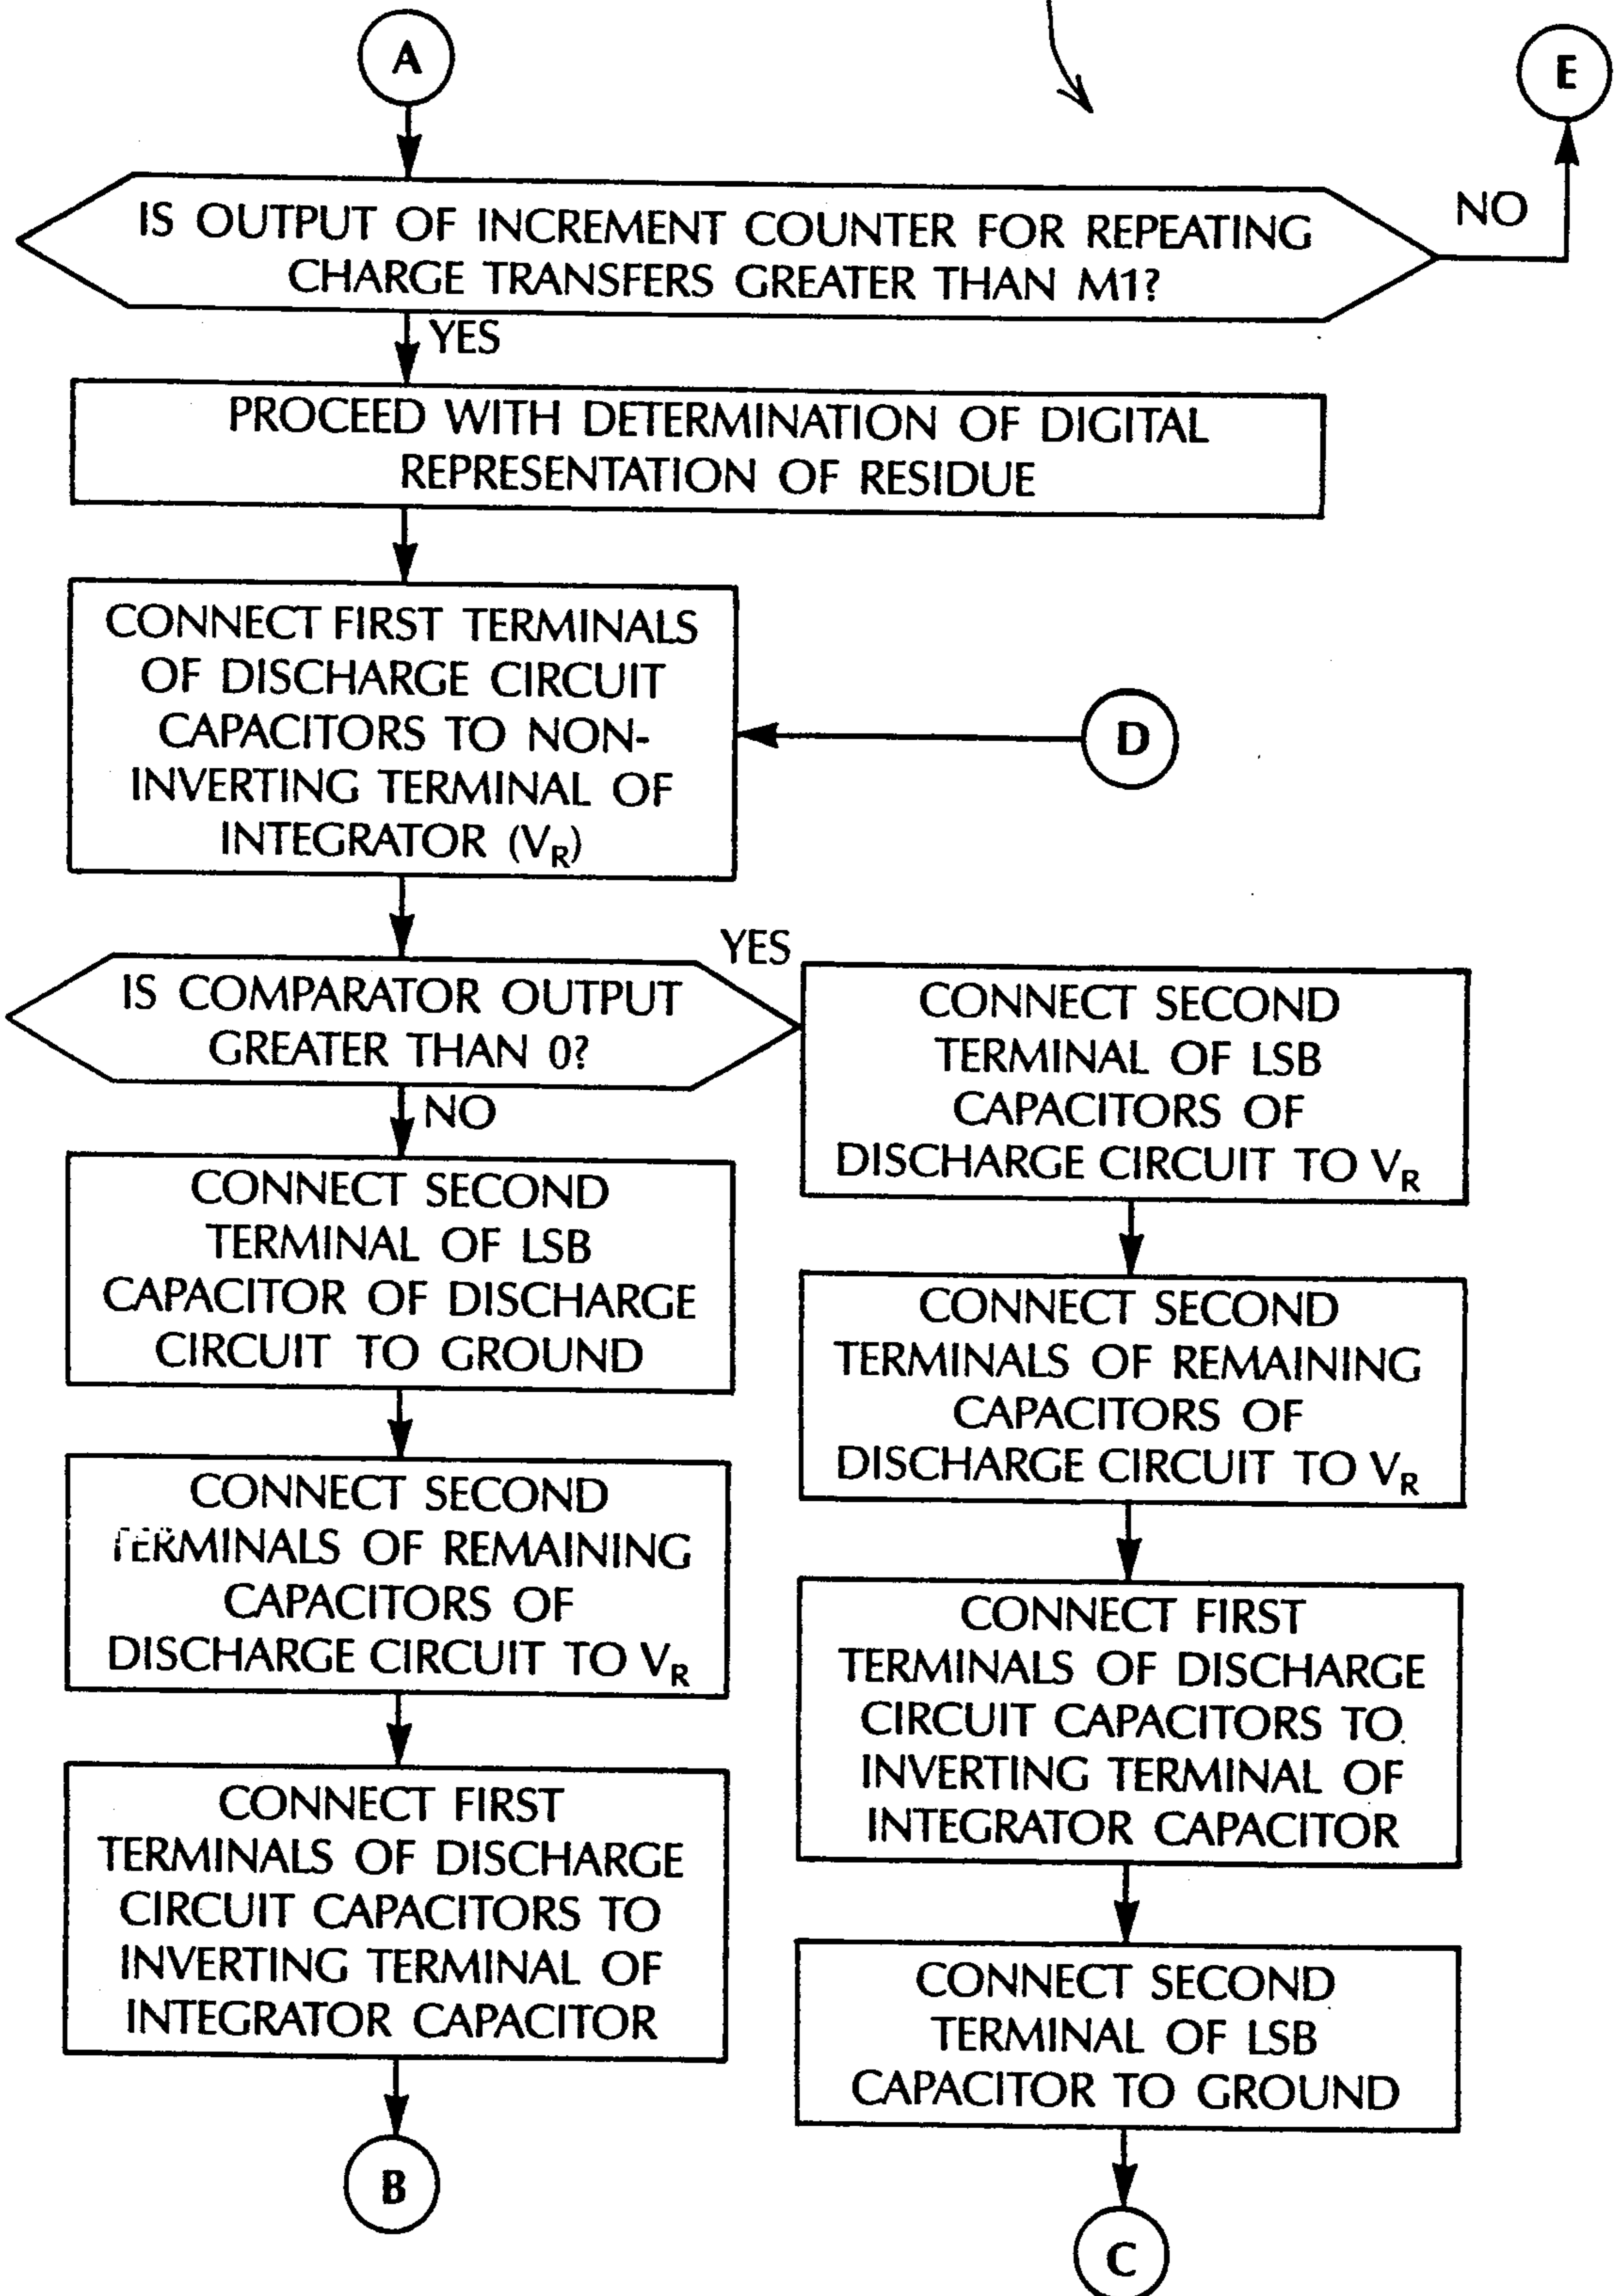 A
E
IS OUTPUT OF INCREMENT COUNTER FOR REPEATING
CHARGE TRANSFERS GREATER THAN M1?
NO
YES
PROCEED WITH DETERMINATION OF DIGITAL
REPRESENTATION OF RESIDUE
CONNECT FIRST TERMINALS
OF DISCHARGE CIRCUIT
CAPACITORS TO NON-
INVERTING TERMINAL OF
INTEGRATOR (VR)
D
IS COMPARATOR OUTPUT
GREATER THAN 0?
YES
NO
CONNECT SECOND
TERMINAL OF LSB
CAPACITOR OF DISCHARGE
CIRCUIT TO GROUND
CONNECT SECOND
TERMINALS OF REMAINING
CAPACITORS OF
DISCHARGE CIRCUIT TO VR
CONNECT FIRST
TERMINALS OF DISCHARGE
CIRCUIT CAPACITORS TO
INVERTING TERMINAL OF
INTEGRATOR CAPACITOR
B
CONNECT SECOND
TERMINAL OF LSB
CAPACITORS OF
DISCHARGE CIRCUIT TO VR
CONNECT SECOND
TERMINALS OF REMAINING
CAPACITORS OF
DISCHARGE CIRCUIT TO VR
CONNECT FIRST
TERMINALS OF DISCHARGE
CIRCUIT CAPACITORS TO
INVERTING TERMINAL OF
INTEGRATOR CAPACITOR
CONNECT SECOND
TERMINAL OF LSB
CAPACITOR TO GROUND
C